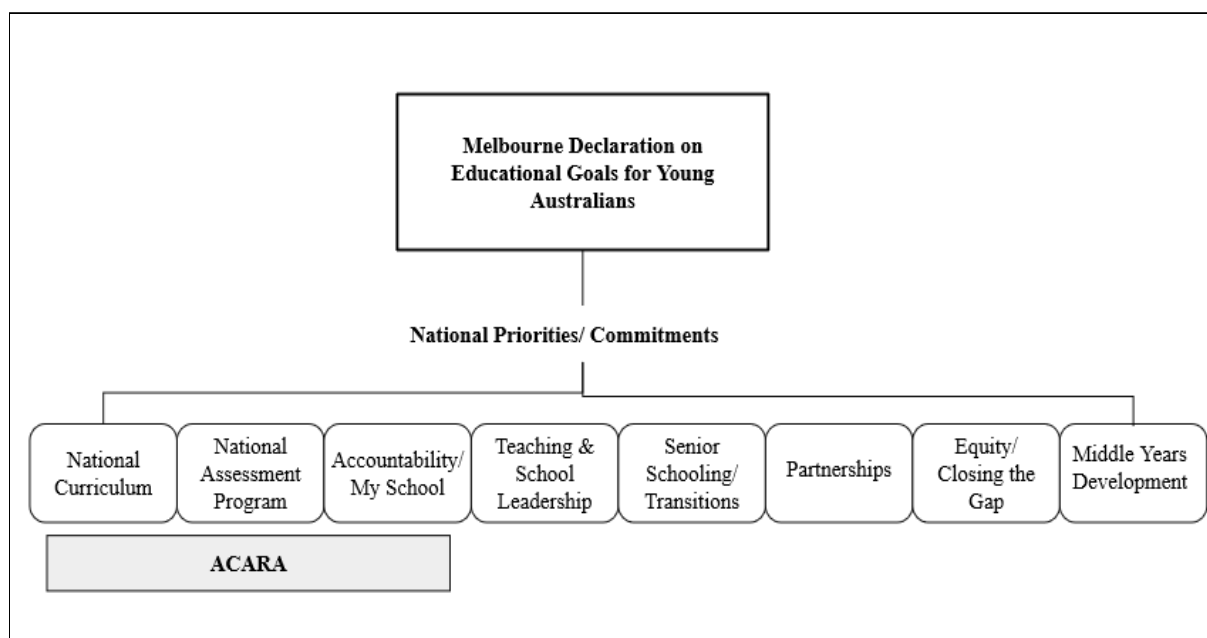 Melbourne Declaration on
Educational Goals for Young
Australians
National Priorities/ Commitments
National
Curriculum
National
Assessment
Program
Accountability/
My School
Teaching &
School
Leadership
Senior
Schooling/
Transitions
Partnerships
Equity/
Closing the
Gap
Middle Years
Development
ACARA